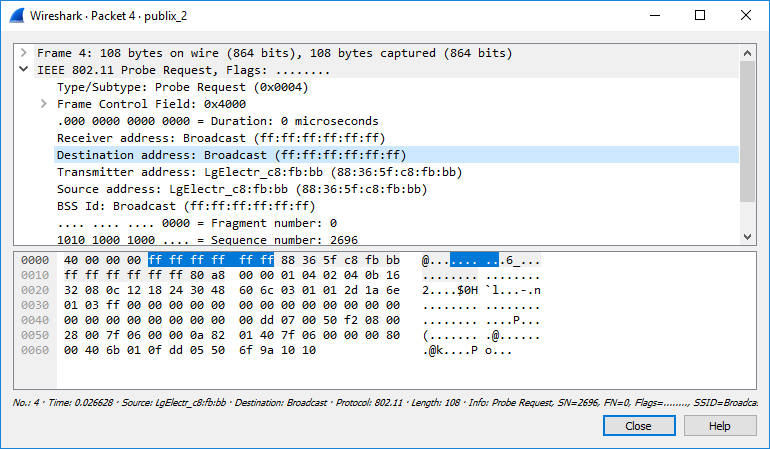 Wireshark · Packet 4 · publix_2
Frame 4: 108 bytes on wire (864 bits), 108 bytes captured (864 bits)
IEEE 802.11 Probe Request, Flags: ........
Type/Subtype: Probe Request (0x0004)
Frame Control Field: 0x4000
.000 0000 0000 0000 = Duration: 0 microseconds
Receiver address: Broadcast (ff:ff:ff:ff:ff:ff)
Destination address: Broadcast (ff:ff:ff:ff:ff:ff)
Transmitter address: LgElectr_c8:fb:bb (88:36:5f:c8:fb:bb)
Source address: LgElectr_c8:fb:bb (88:36:5f:c8:fb:bb)
BSS Id: Broadcast (ff:ff:ff:ff:ff:ff)
.... .... .... 0000 = Fragment number: 0
1010 1000 1000 .... = Sequence number: 2696
0000 40 00 00 00 ff ff ff ff ff ff 88 36 5f c8 fb bb @....... ..6_...
0010 ff ff ff ff ff ff 80 a8 00 00 01 04 02 04 0b 16 ........ ........
0020 32 08 0c 12 18 24 30 48 60 6c 03 01 01 2d 1a 6e 2....$0H `l...-.n
0030 01 03 ff 00 00 00 00 00 00 00 00 00 00 00 00 00 ........ ........
0040 00 00 00 00 00 00 00 00 00 dd 07 00 50 f2 08 00 ........ ....P...
0050 28 00 7f 06 00 00 0a 82 01 40 7f 06 00 00 00 80 (....... .@......
0060 00 40 6b 01 0f dd 05 50 6f 9a 10 10 .@k....P o...
No.: 4 · Time: 0.026628 · Source: LgElectr_c8:fb:bb · Destination: Broadcast · Protocol: 802.11 · Length: 108 · Info: Probe Request, SN=2696, FN=0, Flags=........, SSID=Broadcas
Close Help